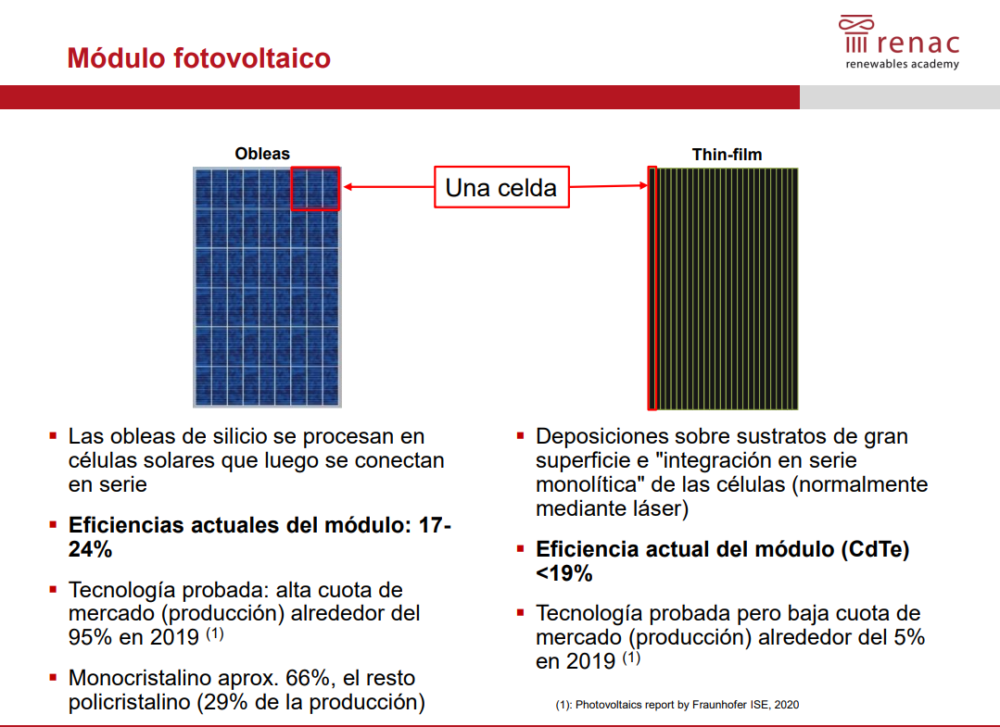 Módulo fotovoltaico
renac
renewables academy
Obleas
Una celda
Thin-film
▪ Las obleas de silicio se procesan en
células solares que luego se conectan
en serie
▪ Eficiencias actuales del módulo: 17-
24%
▪ Tecnología probada: alta cuota de
mercado (producción) alrededor del
95% en 2019 (1)
▪ Monocristalino aprox. 66%, el resto
policristalino (29% de la producción)
▪ Deposiciones sobre sustratos de gran
superficie e "integración en serie
monolítica" de las células (normalmente
mediante láser)
▪ Eficiencia actual del módulo (CdTe)
<19%
▪ Tecnología probada pero baja cuota de
mercado (producción) alrededor del 5%
en 2019 (1)
(1): Photovoltaics report by Fraunhofer ISE, 2020